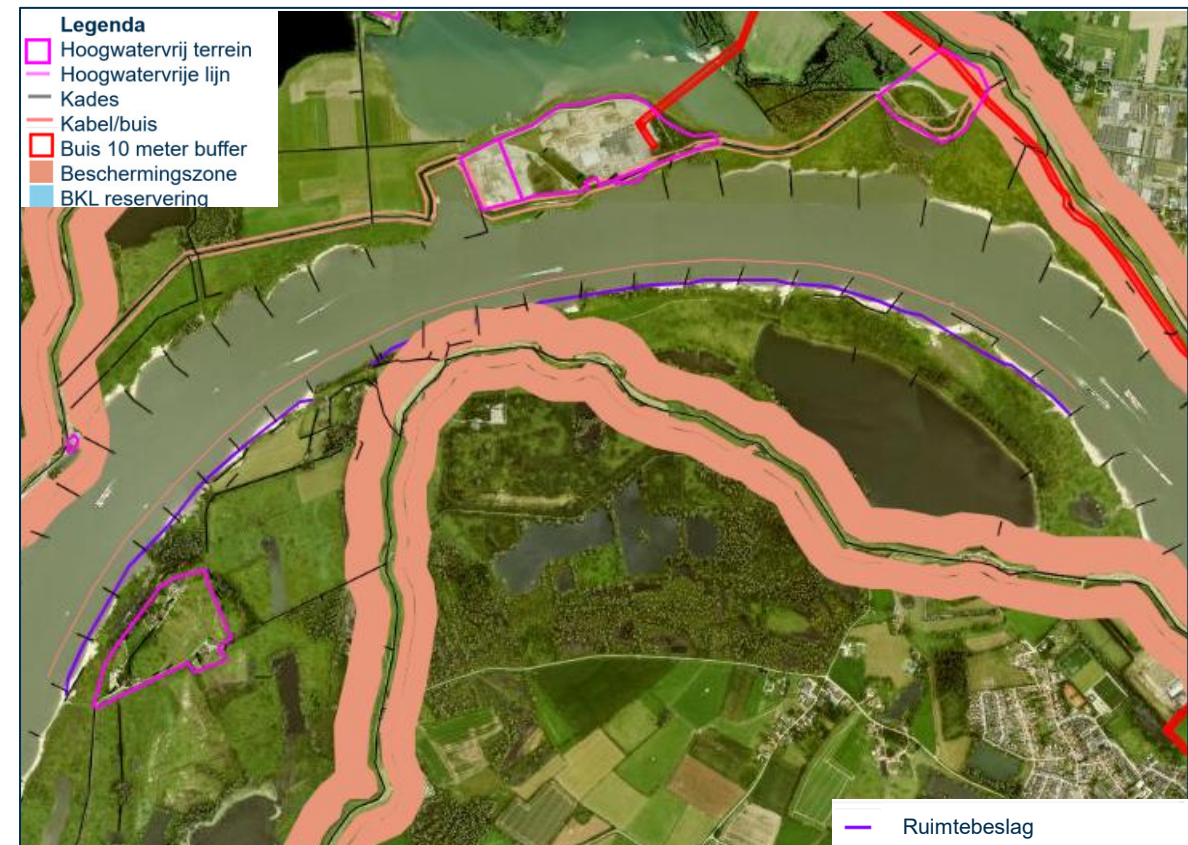 Legenda
Hoogwatervrij terrein
Hoogwatervrije lijn
Kades
Kabel/buis
Buis 10 meter buffer
Beschermingszone
BKL reservering
Ruimtebeslag